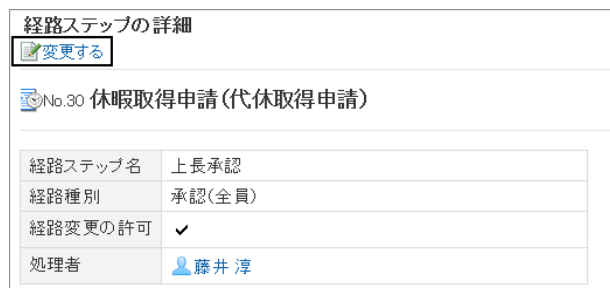 経路ステップの詳細
変更する
No.30 休暇取得申請(代休取得申請)
経路ステップ名 上長承認
経路種別 承認(全員)
経路変更の許可 ✔
処理者 藤井 淳